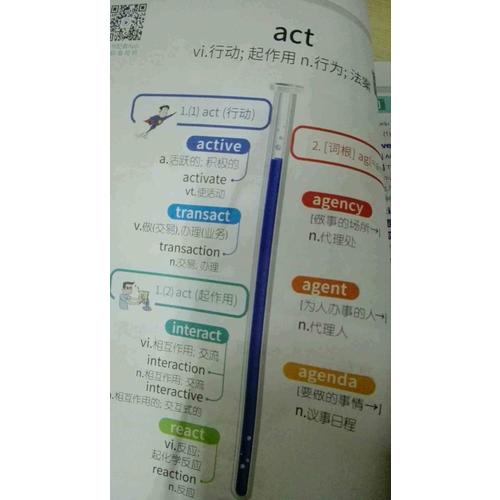 act
vi.行动; 起作用 n.行为; 法案
1.(1) act (行动)
active
a.活跃的; 积极的
activate
vt.使活动
transact
v.做(交易),办理(业务)
transaction
n.交易, 办理
1.(2) act (起作用)
interact
vi.相互作用; 交流
interaction
n.相互作用; 交流
interactive
a.相互作用的; 交互式的
react
vi.反应;
起化学反应
reaction
n.反应
2. [词根] ag
agency
[做事的场所→]
n.代理处
agent
[为人办事的人→]
n.代理人
agenda
[要做的事情→]
n.议事日程